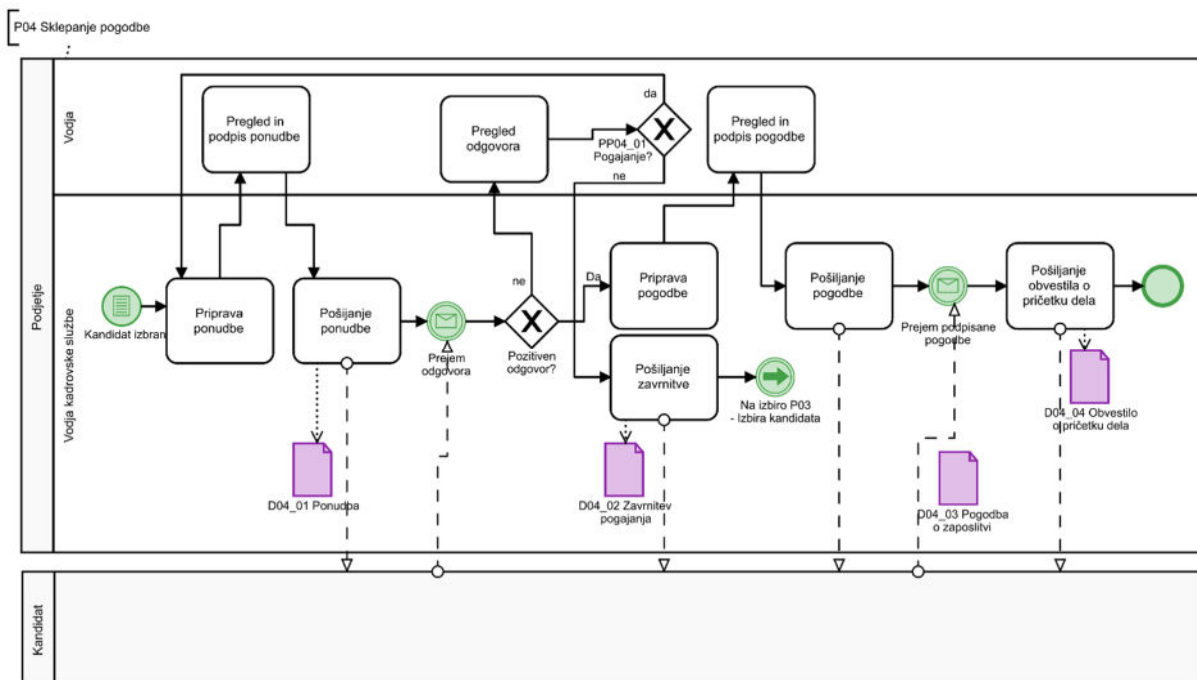 P04 Sklepanje pogodbe
Podjetje
Vodja
Pregled in
podpis ponudbe
Pregled
odgovora
da
PP04_01
Pogajanje?
ne
Pregled in
podpis pogodbe
Vodja kadrovske službe
Kandidat izbran
Priprava
ponudbe
Pošijanje
ponudbe
Prejem
odgovora
ne
Pozitiven
odgovor?
Da
Priprava
pogodbe
Pošiljanje
zavrnitve
Na izbiro P03
- Izbira kandidata
Pošiljanje
pogodbe
Prejem podpisane
pogodbe
Pošiljanje
obvestila o
pričetku dela
D04_01 Ponudba
D04_02 Zavrnitev
pogajanja
D04_03 Pogodba
o zaposlitvi
D04_04 Obvestilo
o pričetku dela
Kandidat